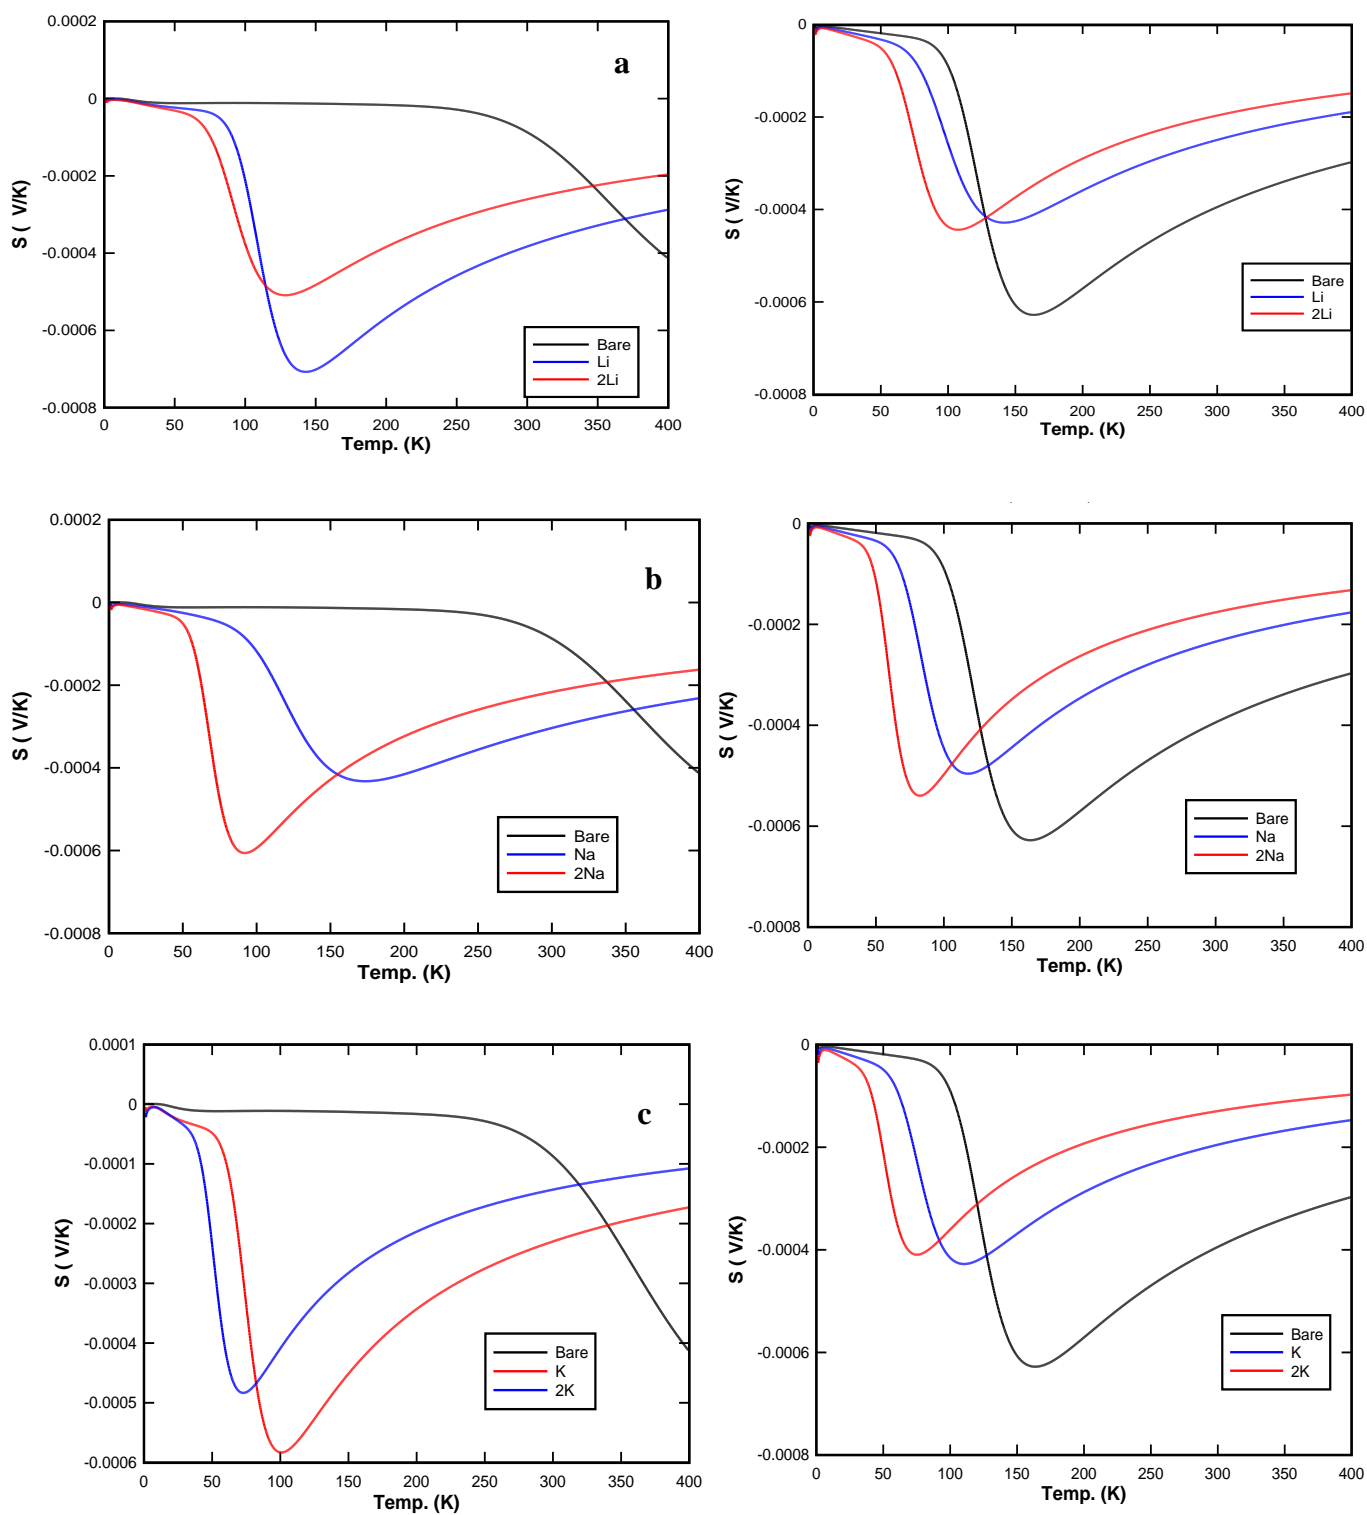 a
0.0002
0
-0.0002
-0.0004
-0.0006
-0.0008
S ( V/K)
0 50 100 150 200 250 300 350 400
Temp. (K)
Bare
Li
2Li
0
-0.0002
-0.0004
-0.0006
-0.0008
S ( V/K)
0 50 100 150 200 250 300 350 400
Temp. (K)
Bare
Li
2Li
b
0.0002
0
-0.0002
-0.0004
-0.0006
-0.0008
S ( V/K)
0 50 100 150 200 250 300 350 400
Temp. (K)
Bare
Na
2Na
0
-0.0002
-0.0004
-0.0006
-0.0008
S ( V/K)
0 50 100 150 200 250 300 350 400
Temp. (K)
Bare
Na
2Na
c
0.0001
0
-0.0001
-0.0002
-0.0003
-0.0004
-0.0005
-0.0006
S ( V/K)
0 50 100 150 200 250 300 350 400
Temp. (K)
Bare
K
2K
0
-0.0002
-0.0004
-0.0006
-0.0008
S ( V/K)
0 50 100 150 200 250 300 350 400
Temp. (K)
Bare
K
2K